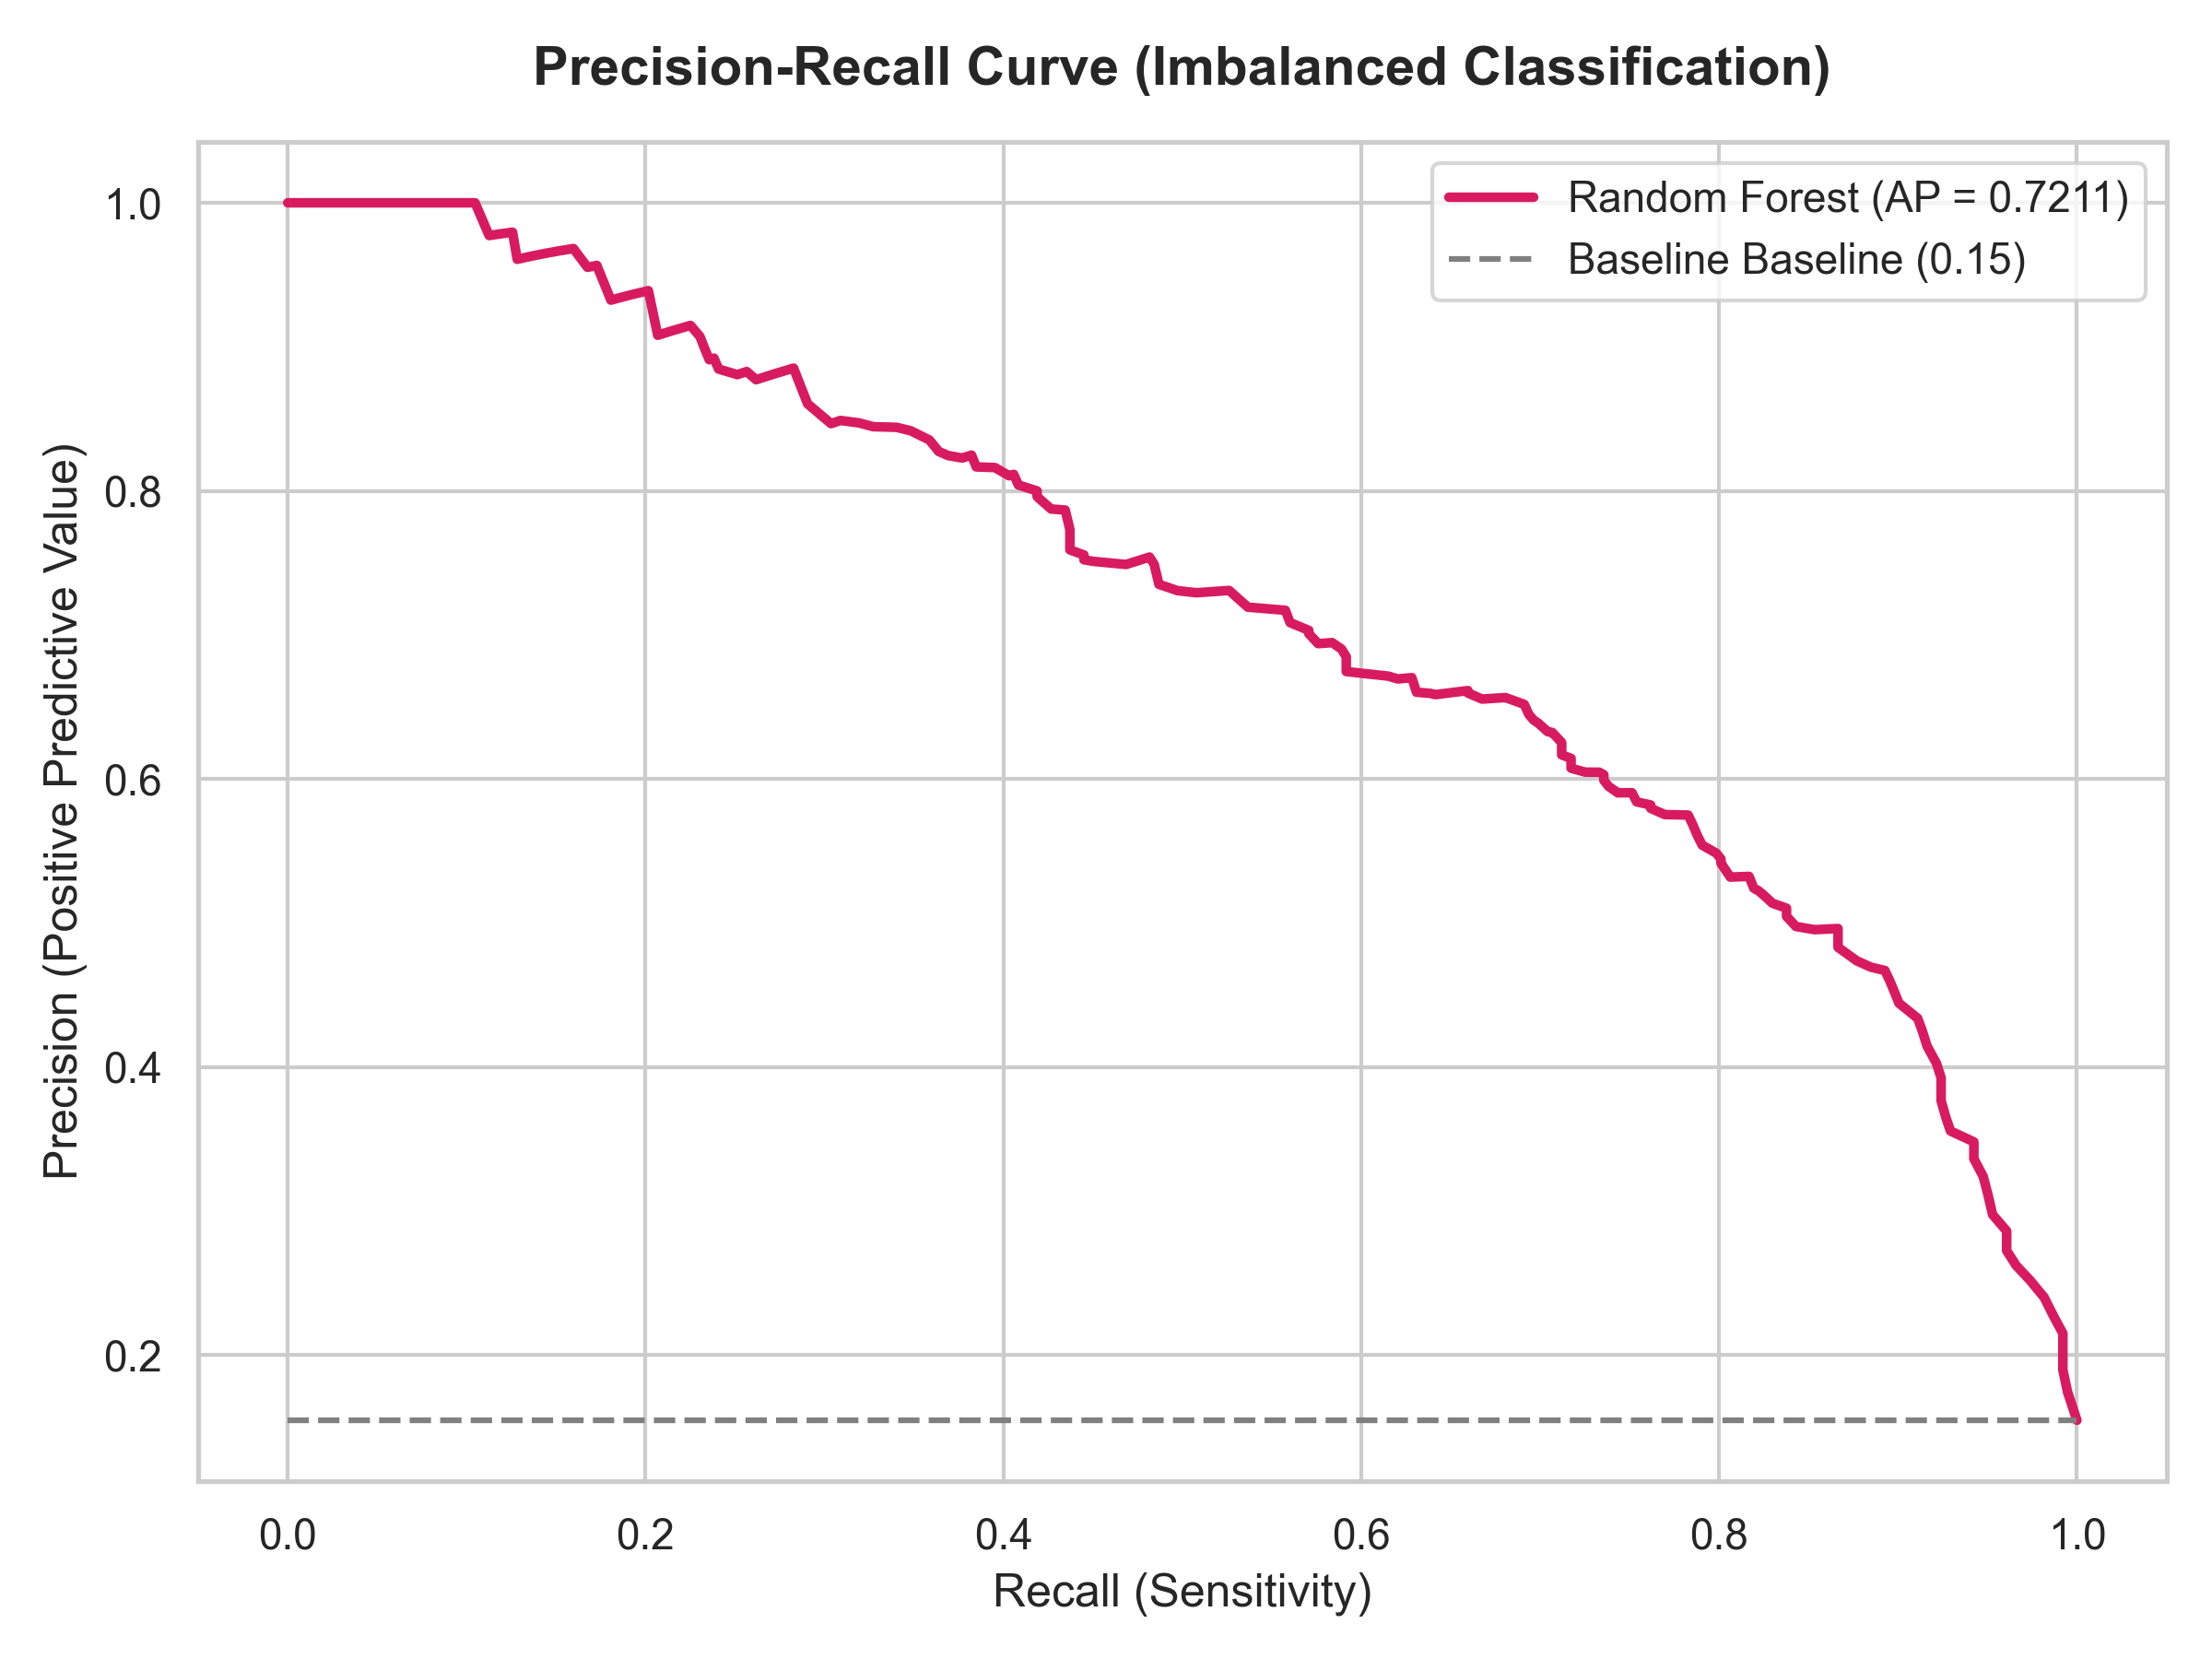 Precision-Recall Curve (Imbalanced Classification)
Random Forest (AP = 0.7211)
Baseline Baseline (0.15)
Precision (Positive Predictive Value)
1.0
0.8
0.6
0.4
0.2
0.0 0.2 0.4 0.6 0.8 1.0
Recall (Sensitivity)